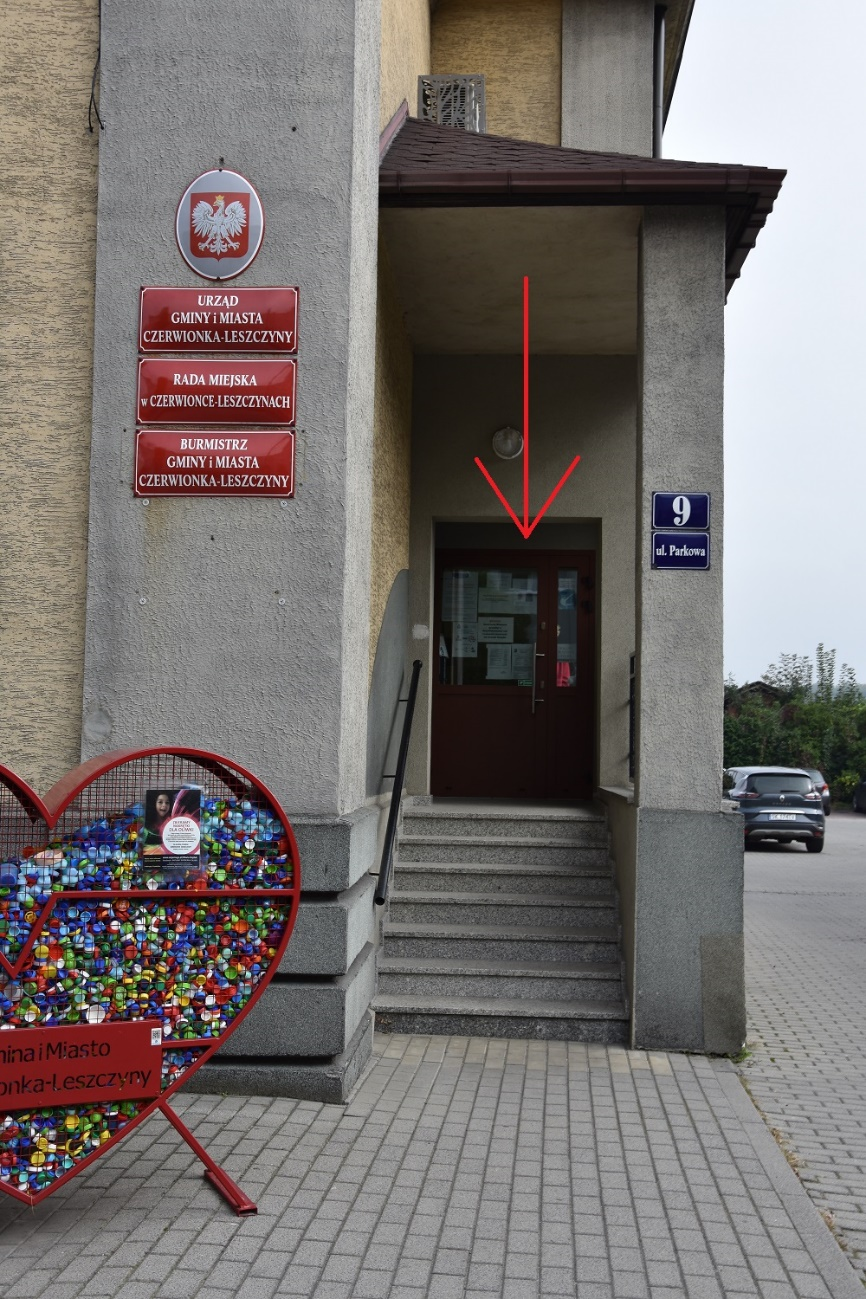 URZĄD
GMINY i MIASTA
CZERWIONKA-LESZCZYNY
RADA MIEJSKA
w CZERWIONCE-LESZCZYNACH
BURMISTRZ
GMINY i MIASTA
CZERWIONKA-LESZCZYNY
9
ul. Parkowa
mina i Miasto
onka-Leszczyny